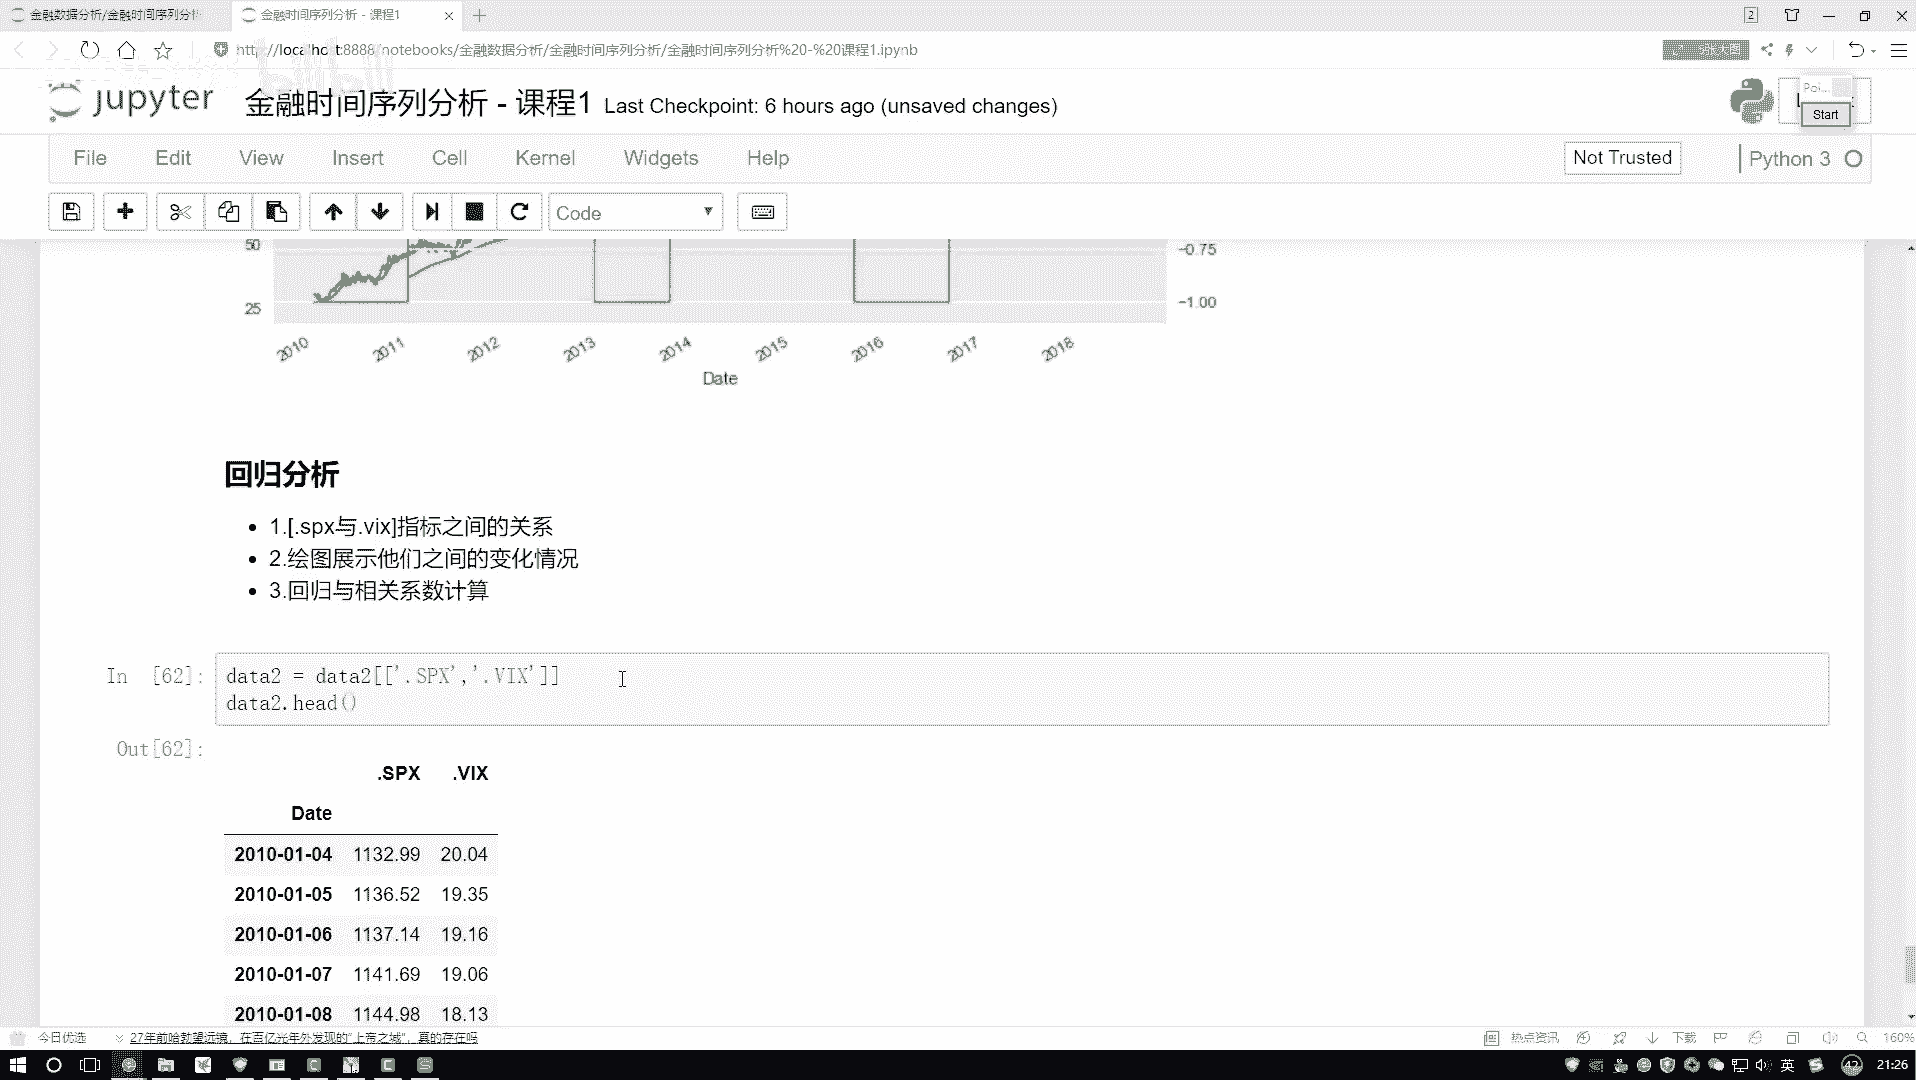 金融数据分析/金融时间序列分析
金融时间序列分析 - 课程1
2
http://localhost:8888/notebooks/金融数据分析/金融时间序列分析/金融时间序列分析%20-%20课程1.ipynb
jupyter 金融时间序列分析 - 课程1 Last Checkpoint: 6 hours ago (unsaved changes)
Poi...
Start
File Edit View Insert Cell Kernel Widgets Help
Not Trusted
Python 3
Code
50 -0.75
25 -1.00
2010 2011 2012 2013 2014 2015 2016 2017 2018
Date
回归分析
1.[.spx与.vix]指标之间的关系
2.绘图展示他们之间的变化情况
3.回归与相关系数计算
In [62]: data2 = data2[['.SPX','.VIX']]
data2.head()
Out[62]:
.SPX .VIX
Date
2010-01-04 1132.99 20.04
2010-01-05 1136.52 19.35
2010-01-06 1137.14 19.16
2010-01-07 1141.69 19.06
2010-01-08 1144.98 18.13
今日优选 27年前哈勃望远镜，在百亿光年外发现的"上帝之城"，真的存在吗
热点资讯 下载 160%
英 42 21:26